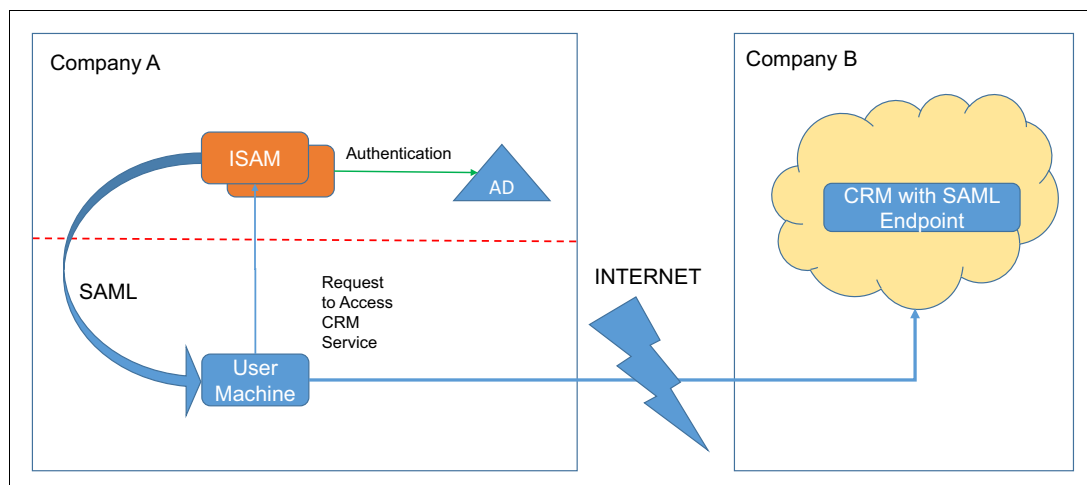 Company A
Company B
ISAM
Authentication
AD
CRM with SAML
Endpoint
INTERNET
SAML
Request
to Access
CRM
Service
User
Machine